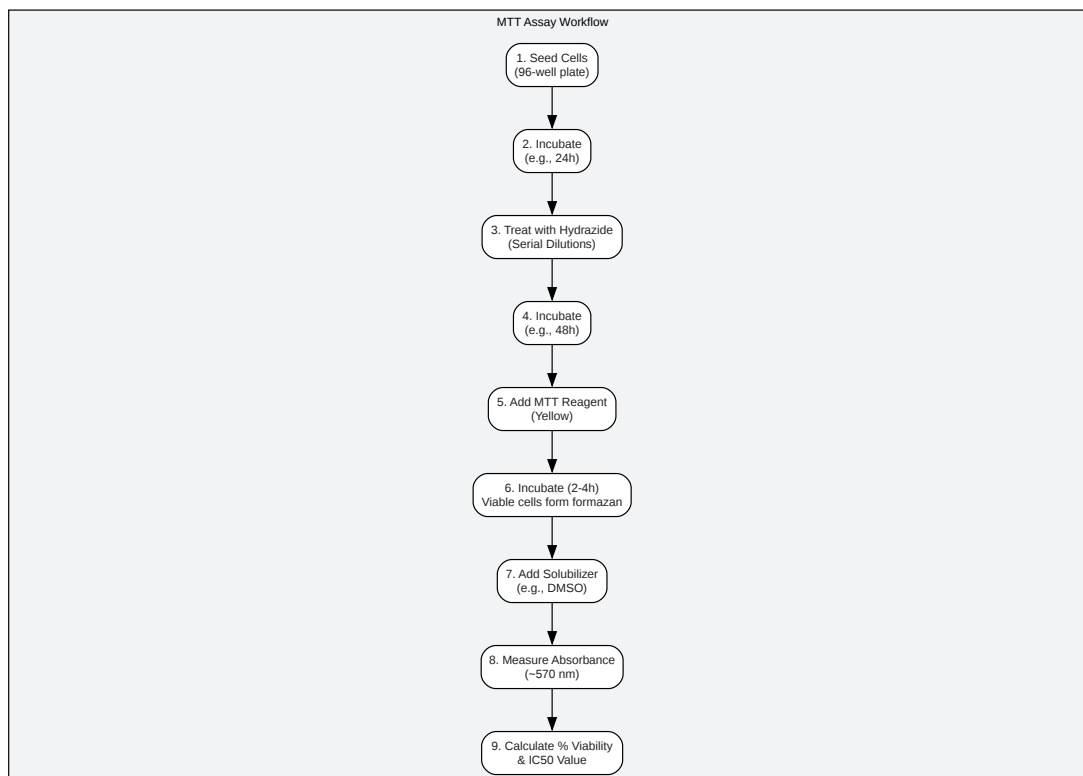 MTT Assay Workflow
1. Seed Cells
(96-well plate)
2. Incubate
(e.g., 24h)
3. Treat with Hydrazide
(Serial Dilutions)
4. Incubate
(e.g., 48h)
5. Add MTT Reagent
(Yellow)
6. Incubate (2-4h)
Viable cells form formazan
7. Add Solubilizer
(e.g., DMSO)
8. Measure Absorbance
(~570 nm)
9. Calculate % Viability
& IC50 Value